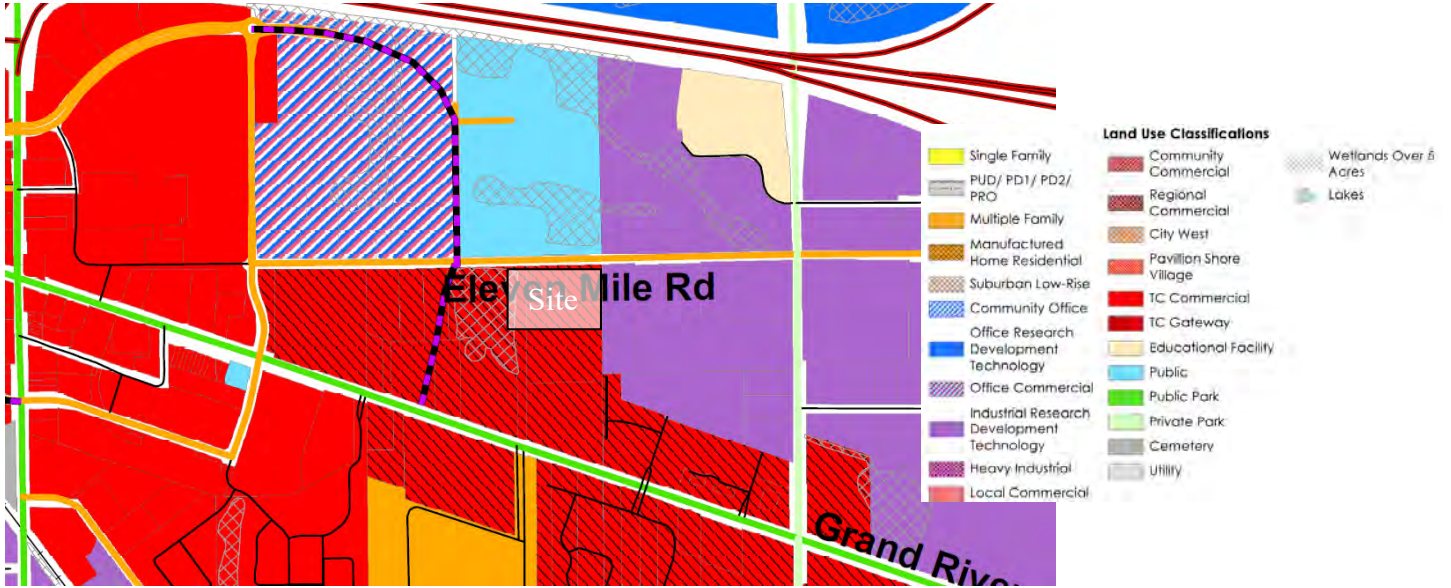 Eleven Mile Rd
Site
Grand River
Land Use Classifications
Single Family
PUD/ PD1/ PD2/
PRO
Multiple Family
Manufactured
Home Residential
Suburban Low-Rise
Community Office
Office Research
Development
Technology
Office Commercial
Industrial Research
Development
Technology
Heavy Industrial
Local Commercial
Community
Commercial
Regional
Commercial
City West
Pavillion Shore
Village
TC Commercial
TC Gateway
Educational Facility
Public
Public Park
Private Park
Cemetery
Utility
Wetlands Over 5
Acres
Lakes